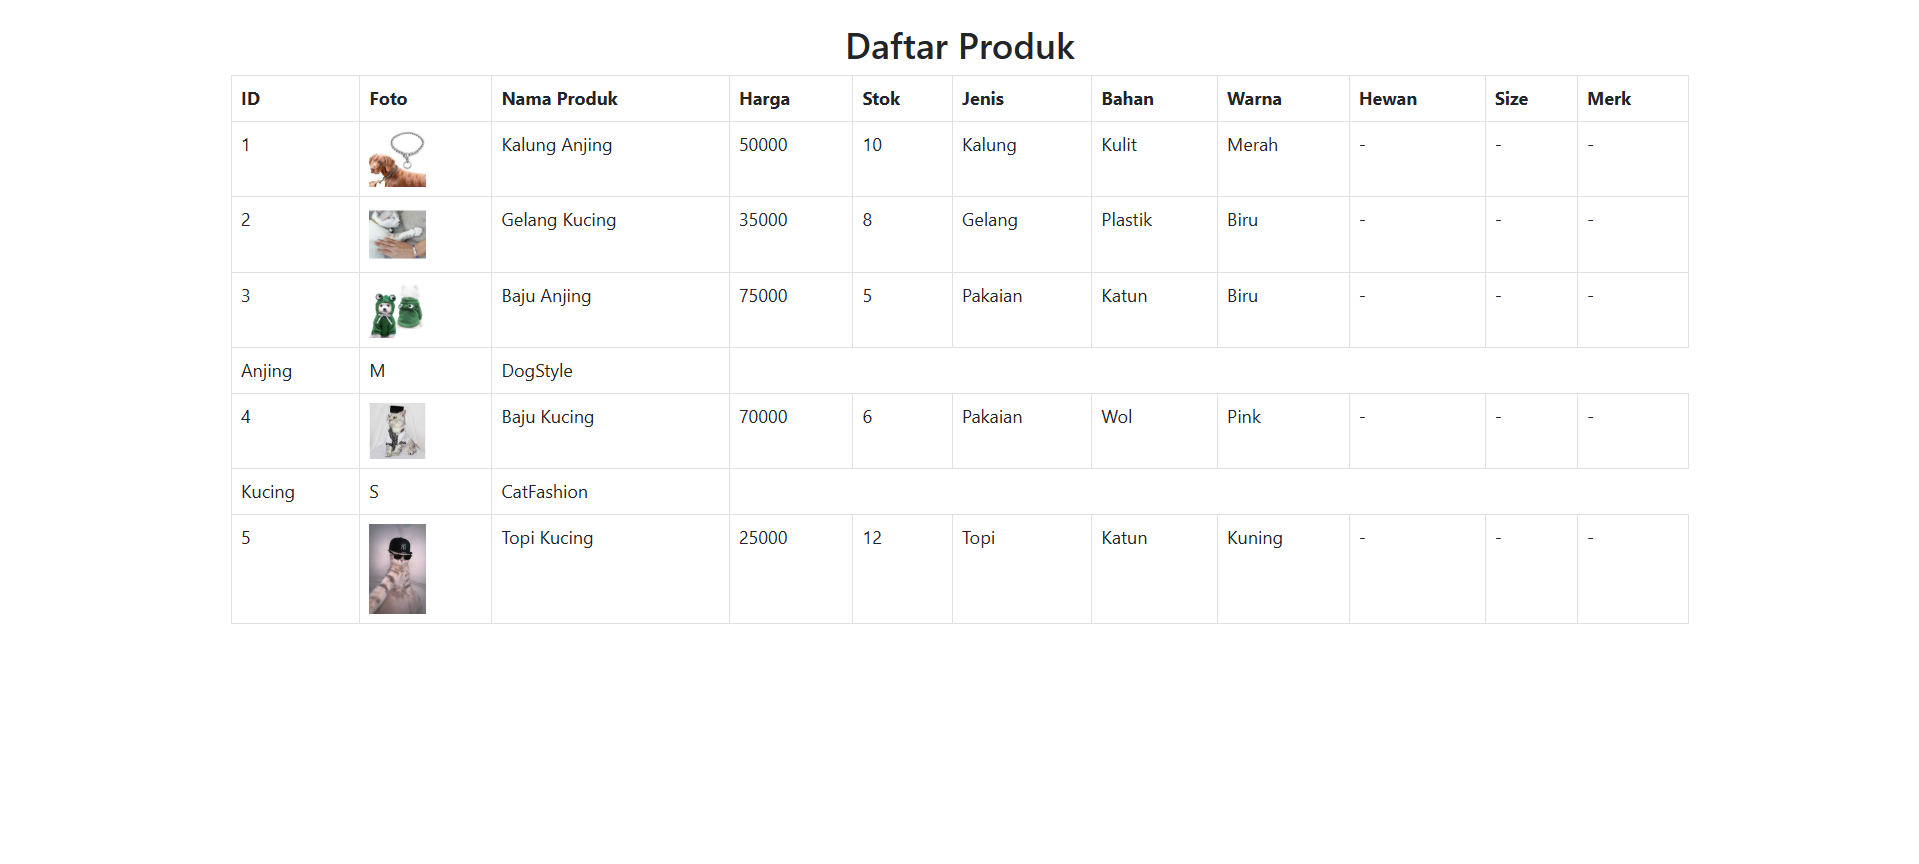 Daftar Produk
ID Foto Nama Produk Harga Stok Jenis Bahan Warna Hewan Size Merk
1 Kalung Anjing 50000 10 Kalung Kulit Merah - - -
2 Gelang Kucing 35000 8 Gelang Plastik Biru - - -
3 Baju Anjing 75000 5 Pakaian Katun Biru - - -
Anjing M DogStyle
4 Baju Kucing 70000 6 Pakaian Wol Pink - - -
Kucing S CatFashion
5 Topi Kucing 25000 12 Topi Katun Kuning - - -